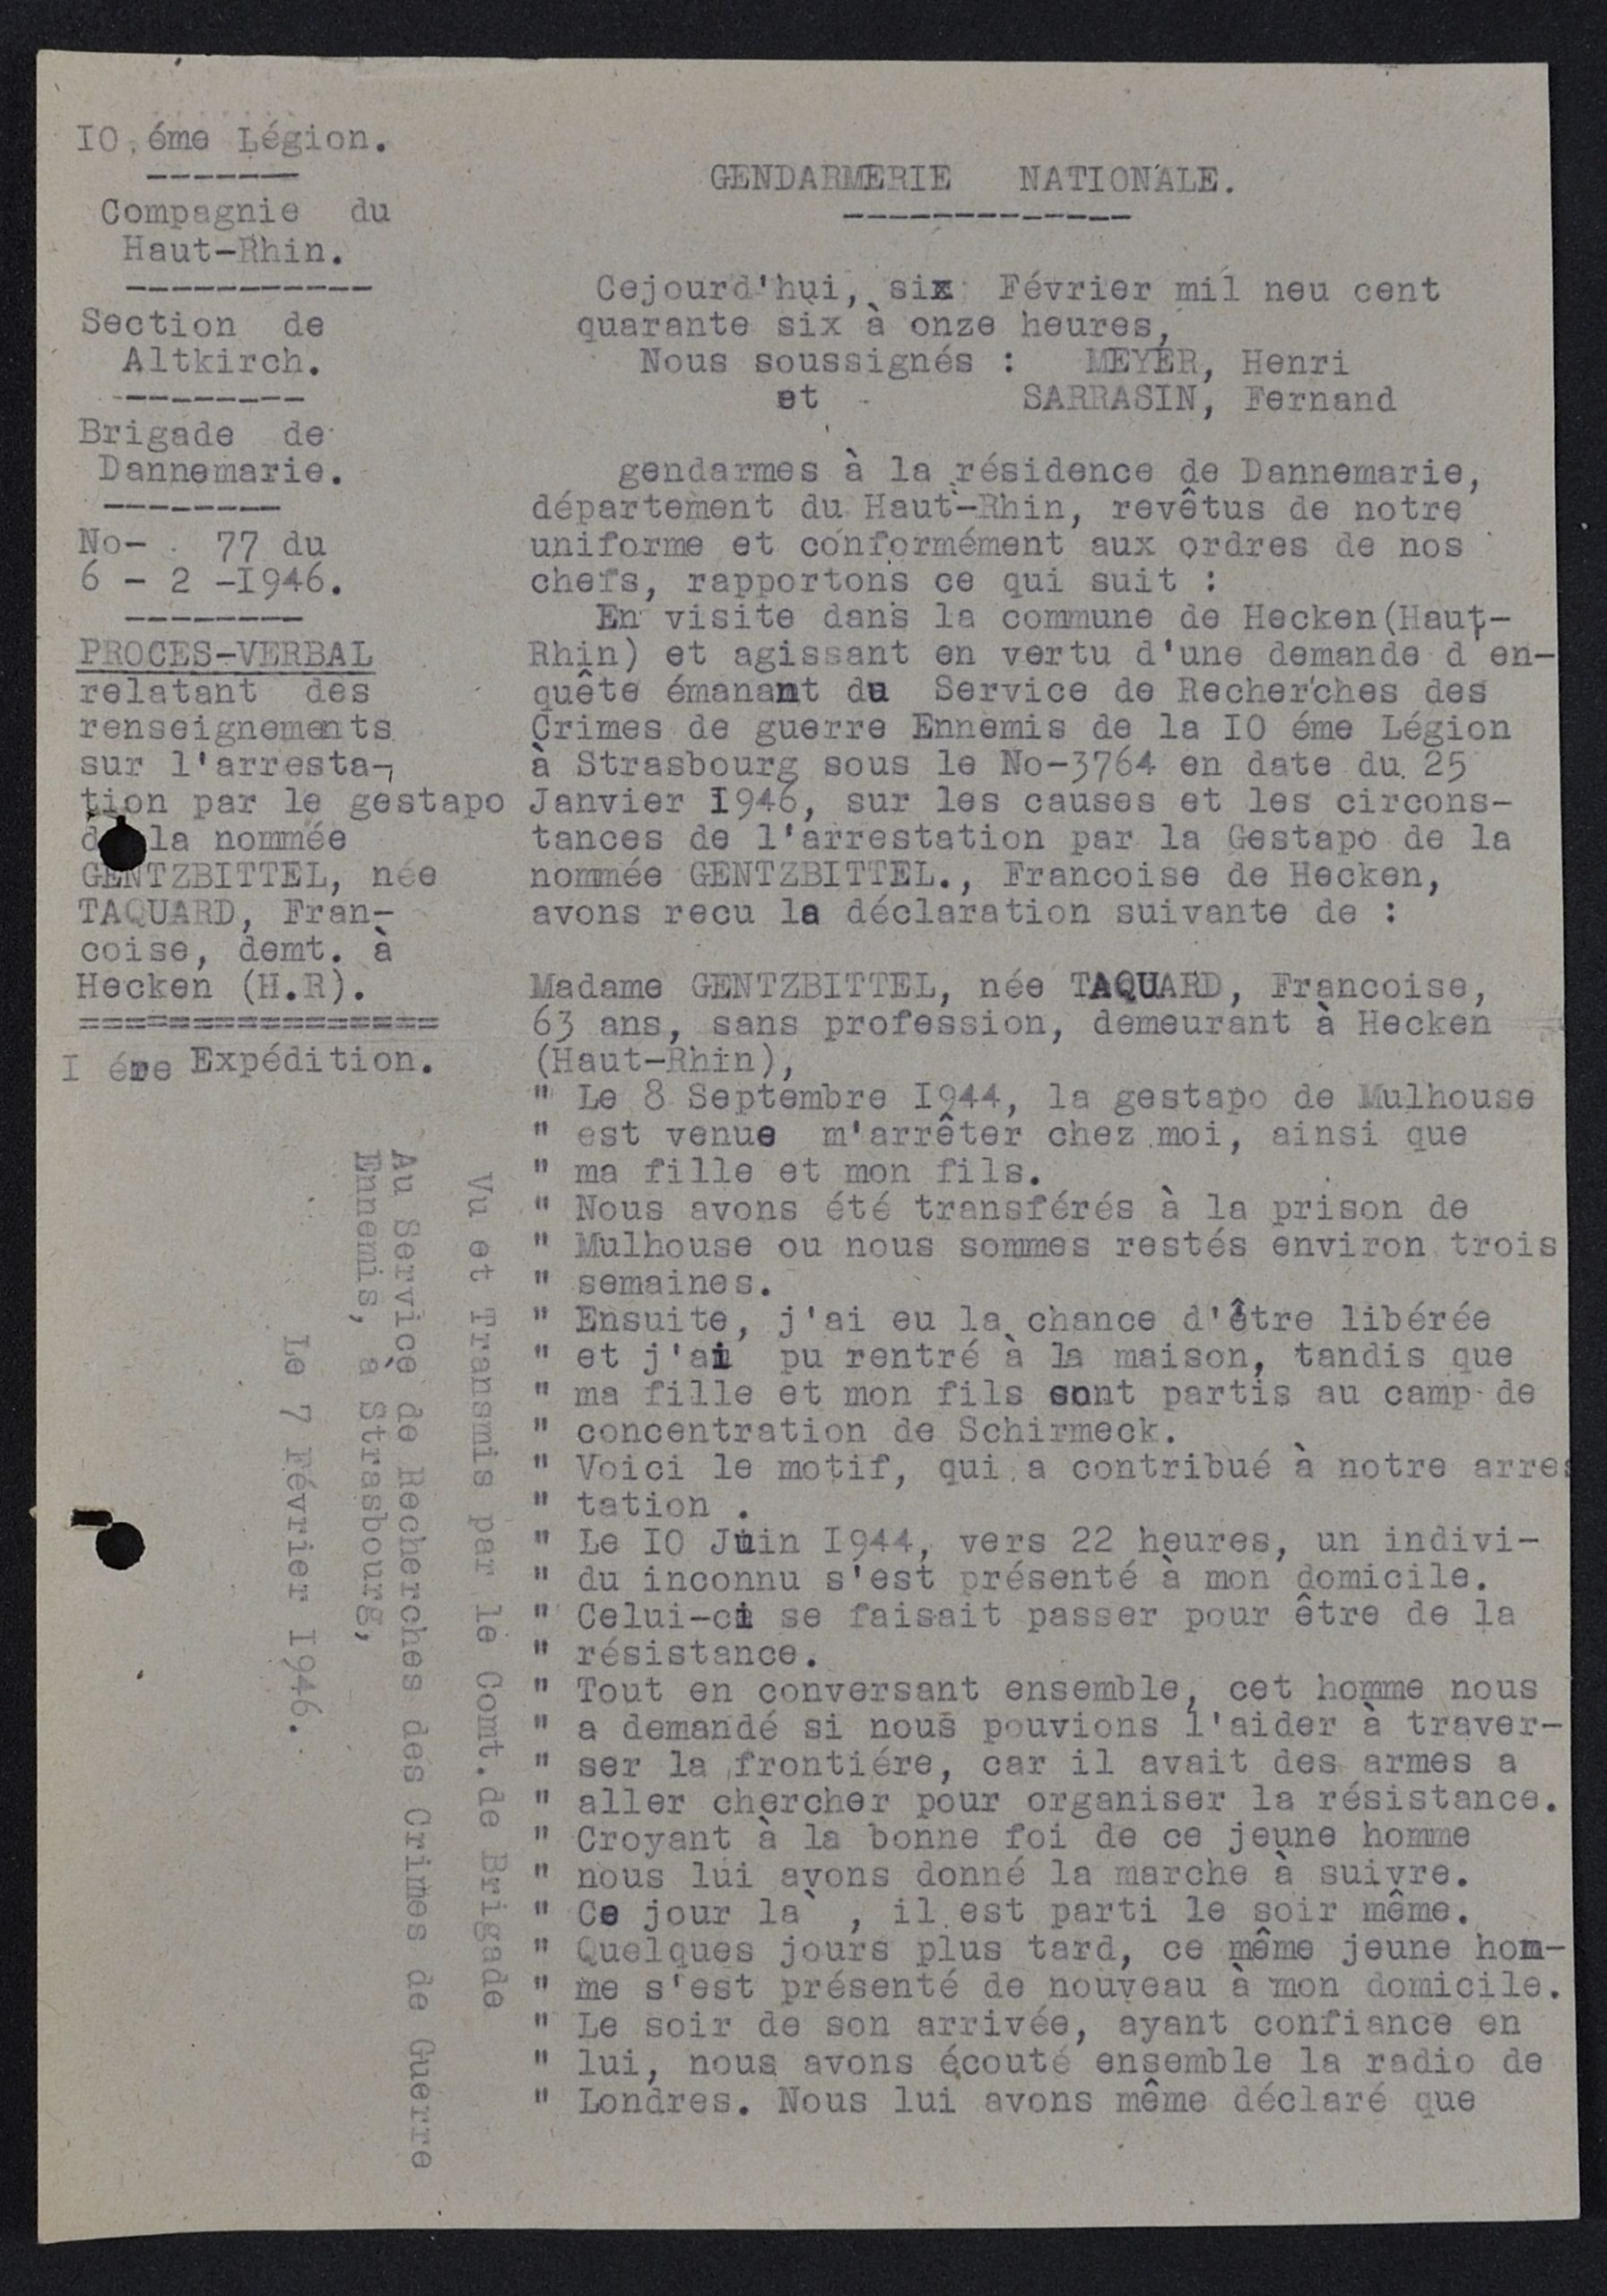 IO.éme Légion.
-------
Compagnie du
Haut-Rhin.
-----------
Section de
Altkirch.
---------
Brigade de
Dannemarie.
--------
No- . 77 du
6 - 2 -I946.
--------
PROCES-VERBAL
relatant des
renseignements
sur l'arresta-
tion par le gestapo
d la nommée
GENTZBITTEL, née
TAQUARD, Fran-
coise, demt. à
Hecken (H.R).
=================
I ére Expédition.
Vu et Transmis par le Comt.de Brigade
Au Service de Recherches des Crimes de Guerre
Ennemis, à Strasbourg,
Le 7 Février I946.
GENDARMERIE NATIONALE.
-------------
Cejourd'hui, six Février mil neu cent
quarante six à onze heures,
Nous soussignés : MEYER, Henri
et - SARRASIN, Fernand
gendarmes à la résidence de Dannemarie,
département du Haut-Rhin, revêtus de notre
uniforme et conformément aux ordres de nos
chefs, rapportons ce qui suit :
En visite dans la commune de Hecken(Haut-
Rhin) et agissant en vertu d'une demande d'en-
quête émanant du Service de Recherches des
Crimes de guerre Ennemis de la IO éme Légion
à Strasbourg sous le No-3764 en date du 25
Janvier I946, sur les causes et les circons-
tances de l'arrestation par la Gestapo de la
nommée GENTZBITTEL., Francoise de Hecken,
avons recu la déclaration suivante de :
Madame GENTZBITTEL, née TAQUARD, Francoise,
63 ans, sans profession, demeurant à Hecken
(Haut-Rhin),
" Le 8 Septembre I944, la gestapo de Mulhouse
" est venue m'arrêter chez moi, ainsi que
" ma fille et mon fils.
" Nous avons été transférés à la prison de
" Mulhouse ou nous sommes restés environ trois
" semaines.
" Ensuite, j'ai eu la chance d'être libérée
" et j'ai pu rentré à la maison, tandis que
" ma fille et mon fils sont partis au camp de
" concentration de Schirmeck.
" Voici le motif, qui a contribué à notre arres
" tation .
" Le IO Juin I944, vers 22 heures, un indivi-
" du inconnu s'est présenté à mon domicile.
" Celui-ci se faisait passer pour être de la
" résistance.
" Tout en conversant ensemble, cet homme nous
" a demandé si nous pouvions l'aider à traver-
" ser la frontiére, car il avait des armes a
" aller chercher pour organiser la résistance.
" Croyant à la bonne foi de ce jeune homme
" nous lui avons donné la marche à suivre.
" Ce jour là , il est parti le soir même.
" Quelques jours plus tard, ce même jeune hom-
" me s'est présenté de nouveau à mon domicile.
" Le soir de son arrivée, ayant confiance en
" lui, nous avons écouté ensemble la radio de
" Londres. Nous lui avons même déclaré que